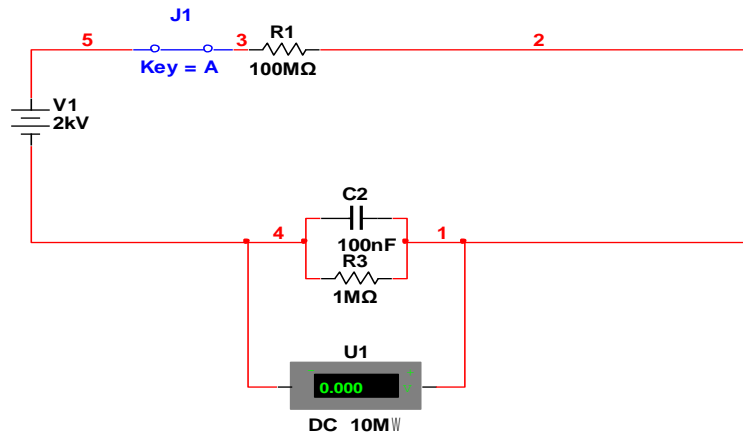 J1
5
3
R1
2
Key = A
100MΩ
V1
2kV
C2
4
100nF
1
R3
1MΩ
U1
- +
0.000 V
DC 10MW